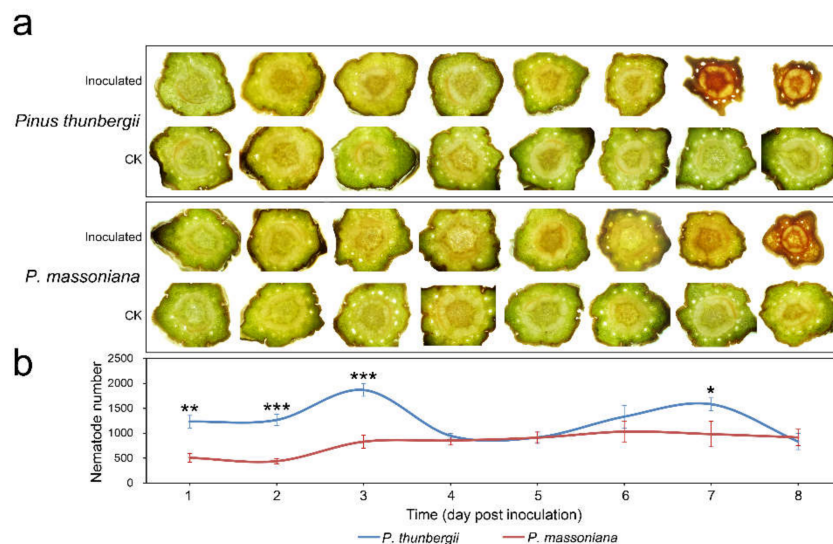 a
Inoculated
Pinus thunbergii
CK
Inoculated
P. massoniana
CK
b
Nematode number
2500
2000
1500
1000
500
0
** *** *** *
1 2 3 4 5 6 7 8
Time (day post inoculation)
P. thunbergii P. massoniana